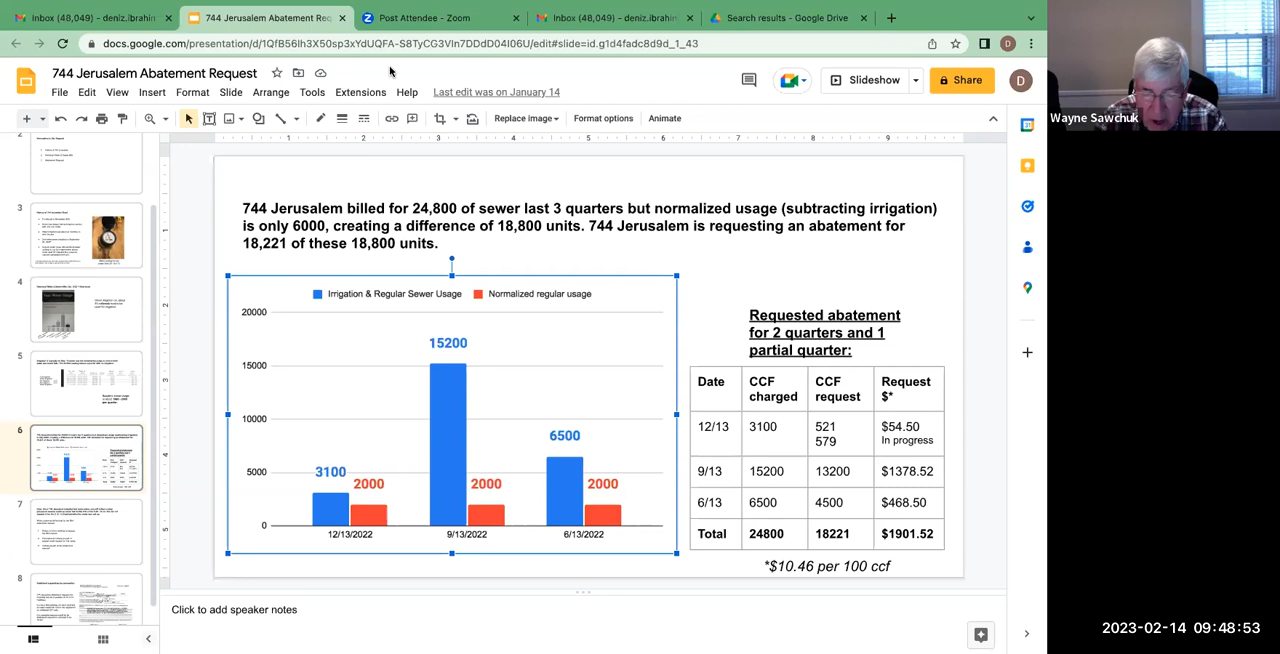 Inbox (48,049) - deniz.ibrahim
744 Jerusalem Abatement Req
Post Attendee - Zoom
Inbox (48,049) - deniz.ibrahim
Search results - Google Drive
docs.google.com/presentation/d/1QfB56Ih3X50sp3xYdUQFA-S8TyCG3VIn7DDdD04I06U/edit#slide=id.g1d4fadc8d9d_1_43
744 Jerusalem Abatement Request
File Edit View Insert Format Slide Arrange Tools Extensions Help Last edit was on January 14
Slideshow
Share
D
Replace image
Format options
Animate
744 Jerusalem billed for 24,800 of sewer last 3 quarters but normalized usage (subtracting irrigation)
is only 6000, creating a difference of 18,800 units. 744 Jerusalem is requesting an abatement for
18,221 of these 18,800 units.
Irrigation & Regular Sewer Usage
Normalized regular usage
20000
15000
10000
5000
0
3100
2000
15200
2000
6500
2000
12/13/2022
9/13/2022
6/13/2022
Requested abatement
for 2 quarters and 1
partial quarter:
Date CCF charged CCF request Request $*
12/13 3100 521 579 $54.50 In progress
9/13 15200 13200 $1378.52
6/13 6500 4500 $468.50
Total 24800 18221 $1901.52
*$10.46 per 100 ccf
Click to add speaker notes
3
4
5
6
7
8
Wayne Sawchuk
2023-02-14 09:48:53